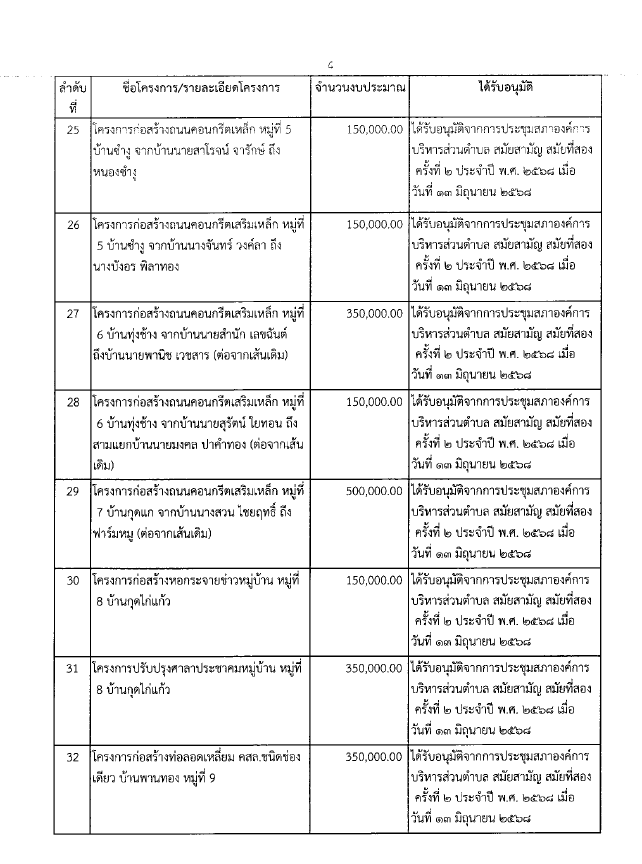 ๔
ลำดับที่ ชื่อโครงการ/รายละเอียดโครงการ จำนวนงบประมาณ ได้รับอนุมัติ
25 โครงการก่อสร้างถนนคอนกรีตเหล็ก หมู่ที่ 5 150,000.00 ได้รับอนุมัติจากการประชุมสภาองค์การ
บ้านซำงู จากบ้านนายสาโรจน์ จารักษ์ ถึง บริหารส่วนตำบล สมัยสามัญ สมัยที่สอง
หนองซำงู ครั้งที่ ๒ ประจำปี พ.ศ. ๒๕๖๘ เมื่อ
วันที่ ๑๓ มิถุนายน ๒๕๖๘
26 โครงการก่อสร้างถนนคอนกรีตเสริมเหล็ก หมู่ที่ 150,000.00 ได้รับอนุมัติจากการประชุมสภาองค์การ
5 บ้านซำงู จากบ้านนางจันทร์ วงค์ลา ถึง บริหารส่วนตำบล สมัยสามัญ สมัยที่สอง
นางบังอร พิลาทอง ครั้งที่ ๒ ประจำปี พ.ศ. ๒๕๖๘ เมื่อ
วันที่ ๑๓ มิถุนายน ๒๕๖๘
27 โครงการก่อสร้างถนนคอนกรีตเสริมเหล็ก หมู่ที่ 350,000.00 ได้รับอนุมัติจากการประชุมสภาองค์การ
6 บ้านทุ่งช้าง จากบ้านนายสำนัก เลขฉันต์ บริหารส่วนตำบล สมัยสามัญ สมัยที่สอง
ถึงบ้านนายพานิช เวชสาร (ต่อจากเส้นเดิม) ครั้งที่ ๒ ประจำปี พ.ศ. ๒๕๖๘ เมื่อ
วันที่ ๑๓ มิถุนายน ๒๕๖๘
28 โครงการก่อสร้างถนนคอนกรีตเสริมเหล็ก หมู่ที่ 150,000.00 ได้รับอนุมัติจากการประชุมสภาองค์การ
6 บ้านทุ่งช้าง จากบ้านนายสุรัตน์ ใยทอน ถึง บริหารส่วนตำบล สมัยสามัญ สมัยที่สอง
สามแยกบ้านนายมงคล ปาคำทอง (ต่อจากเส้น ครั้งที่ ๒ ประจำปี พ.ศ. ๒๕๖๘ เมื่อ
เดิม) วันที่ ๑๓ มิถุนายน ๒๕๖๘
29 โครงการก่อสร้างถนนคอนกรีตเสริมเหล็ก หมู่ที่ 500,000.00 ได้รับอนุมัติจากการประชุมสภาองค์การ
7 บ้านกุดแก จากบ้านนางสวน ไชยฤทธิ์ ถึง บริหารส่วนตำบล สมัยสามัญ สมัยที่สอง
ฟาร์มหมู (ต่อจากเส้นเดิม) ครั้งที่ ๒ ประจำปี พ.ศ. ๒๕๖๘ เมื่อ
วันที่ ๑๓ มิถุนายน ๒๕๖๘
30 โครงการก่อสร้างหอกระจายข่าวหมู่บ้าน หมู่ที่ 150,000.00 ได้รับอนุมัติจากการประชุมสภาองค์การ
8 บ้านกุดไก่แก้ว บริหารส่วนตำบล สมัยสามัญ สมัยที่สอง
ครั้งที่ ๒ ประจำปี พ.ศ. ๒๕๖๘ เมื่อ
วันที่ ๑๓ มิถุนายน ๒๕๖๘
31 โครงการปรับปรุงศาลาประชาคมหมู่บ้าน หมู่ที่ 350,000.00 ได้รับอนุมัติจากการประชุมสภาองค์การ
8 บ้านกุดไก่แก้ว บริหารส่วนตำบล สมัยสามัญ สมัยที่สอง
ครั้งที่ ๒ ประจำปี พ.ศ. ๒๕๖๘ เมื่อ
วันที่ ๑๓ มิถุนายน ๒๕๖๘
32 โครงการก่อสร้างท่อลอดเหลี่ยม คสล.ชนิดช่อง 350,000.00 ได้รับอนุมัติจากการประชุมสภาองค์การ
เดียว บ้านพานทอง หมู่ที่ 9 บริหารส่วนตำบล สมัยสามัญ สมัยที่สอง
ครั้งที่ ๒ ประจำปี พ.ศ. ๒๕๖๘ เมื่อ
วันที่ ๑๓ มิถุนายน ๒๕๖๘